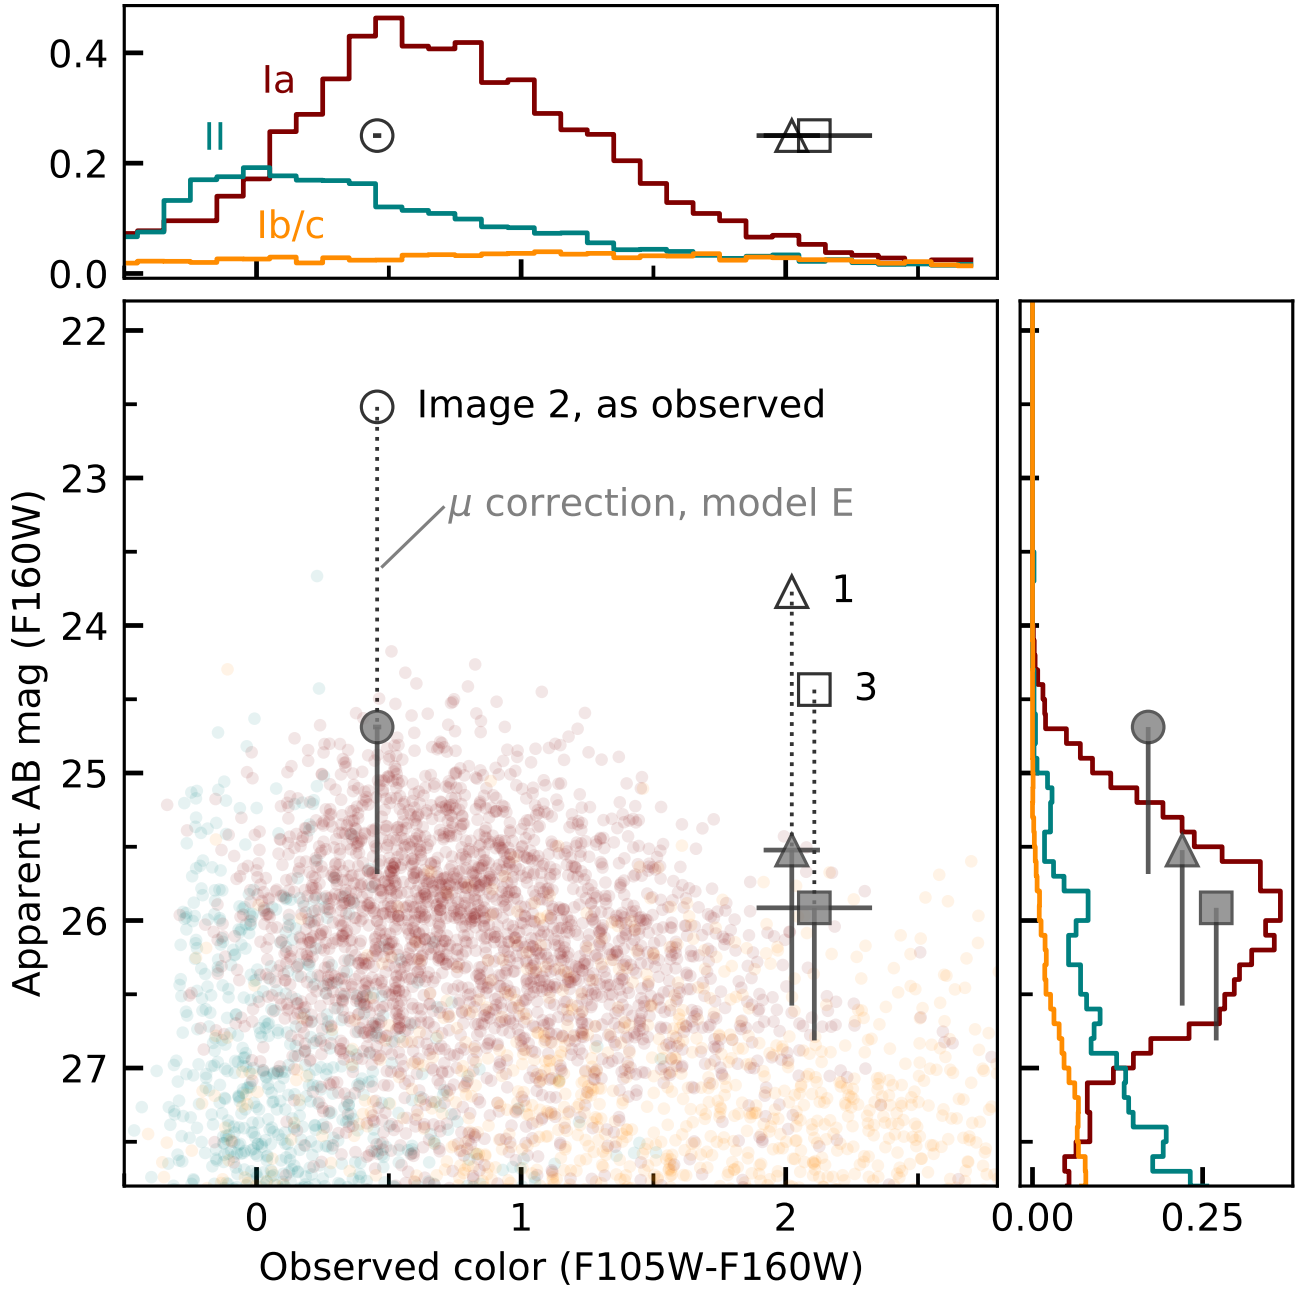 0.4
Ia
II
0.2
Ib/c
0.0
22
Image 2, as observed
23
μ correction, model E
24
1
3
25
26
27
Apparent AB mag (F160W)
0
1
2
0.00
0.25
Observed color (F105W-F160W)